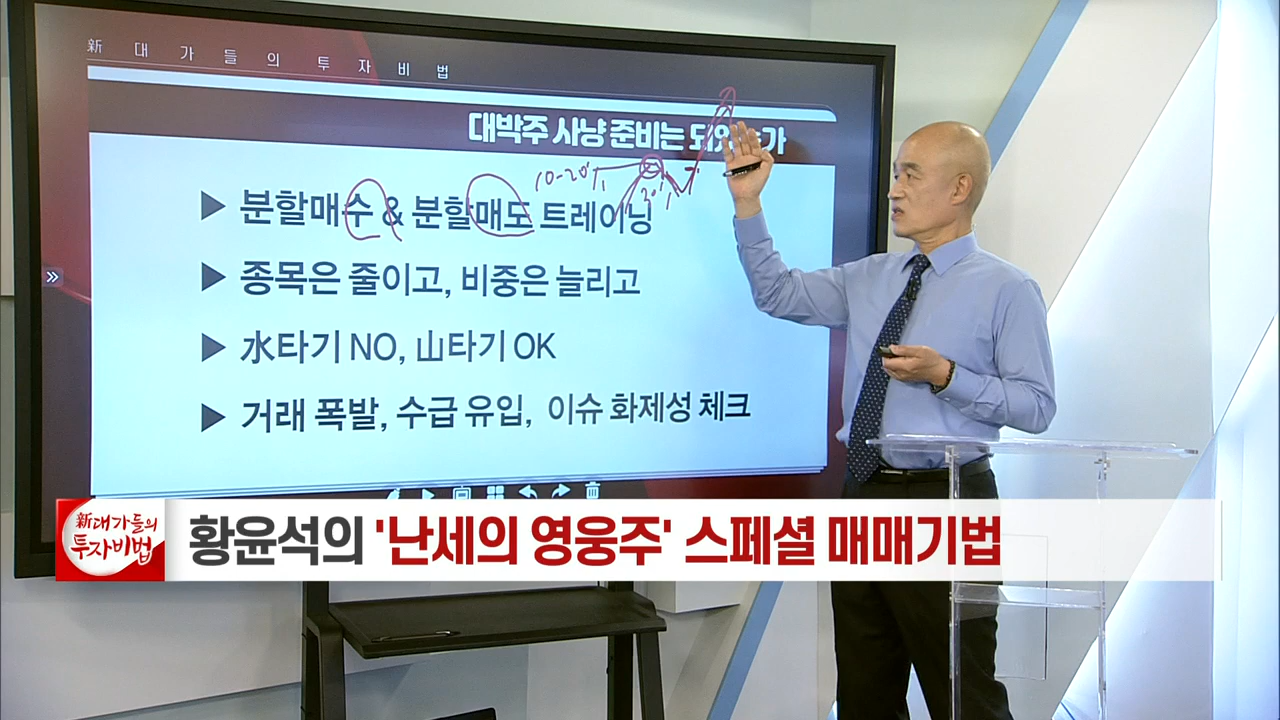 新 대 가 들 의 투 자 비 법
대박주 사냥 준비는 되었는가
▶ 분할매수 & 분할매도 트레이닝
10-20%
30%
▶ 종목은 줄이고, 비중은 늘리고
▶ 水타기 NO, 山타기 OK
▶ 거래 폭발, 수급 유입, 이슈 화제성 체크
新대가들의
투자비법
황윤석의 '난세의 영웅주' 스페셜 매매기법